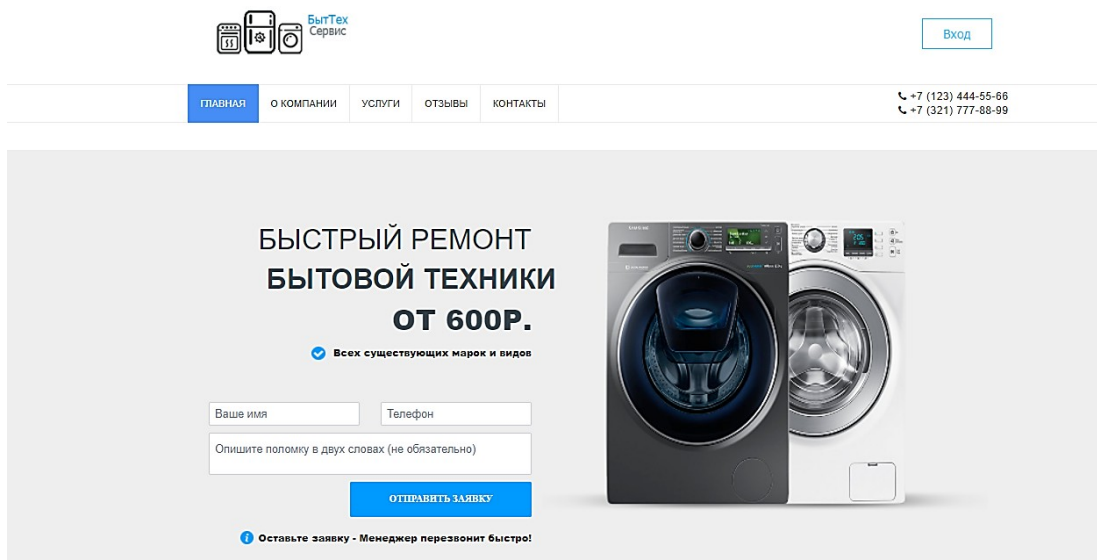 БытТех
Сервис
Вход
ГЛАВНАЯ
О КОМПАНИИ
УСЛУГИ
ОТЗЫВЫ
КОНТАКТЫ
+7 (123) 444-55-66
+7 (321) 777-88-99
БЫСТРЫЙ РЕМОНТ
БЫТОВОЙ ТЕХНИКИ
ОТ 600Р.
Всех существующих марок и видов
Ваше имя
Телефон
Опишите поломку в двух словах (не обязательно)
ОТПРАВИТЬ ЗАЯВКУ
Оставьте заявку - Менеджер перезвонит быстро!
SAMSUNG